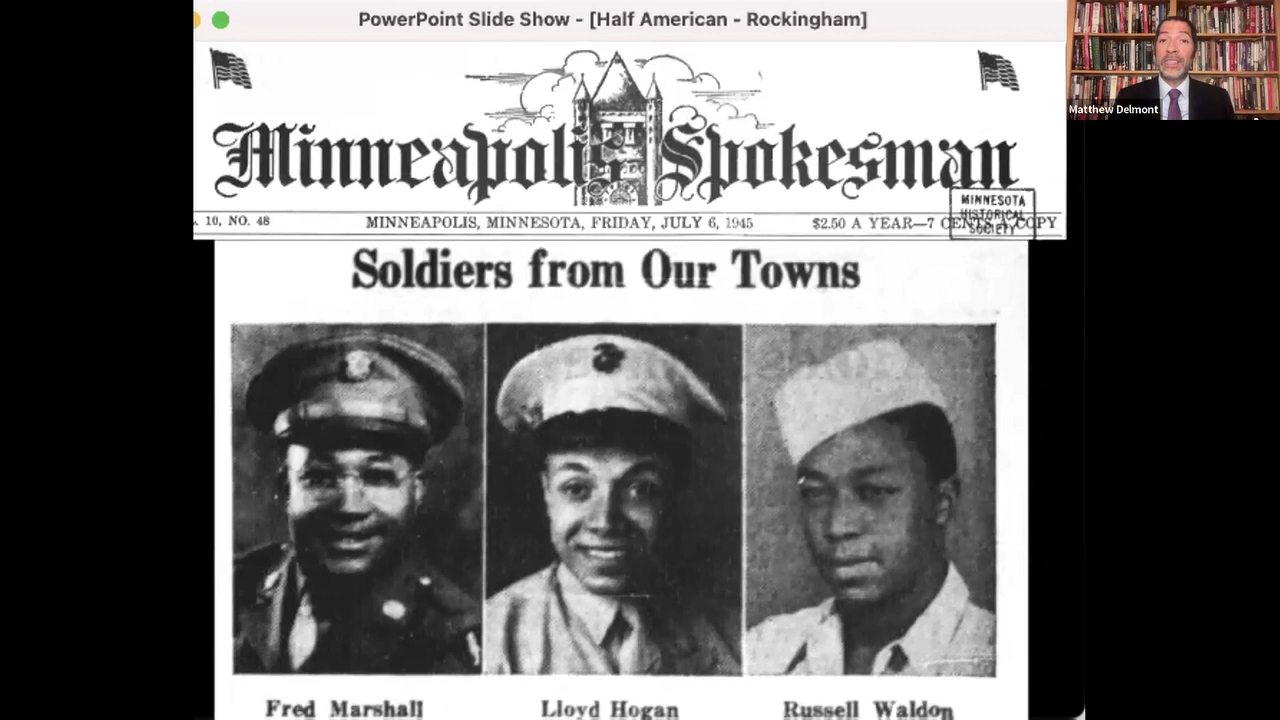 PowerPoint Slide Show - [Half American - Rockingham]
Matthew Delmont
Minneapolis Spokesman
10, NO. 48
MINNEAPOLIS, MINNESOTA, FRIDAY, JULY 6, 1945
$2.50 A YEAR—7 CENTS A COPY
MINNESOTA
HISTORICAL
SOCIETY
Soldiers from Our Towns
Fred Marshall
Lloyd Hogan
Russell Waldon